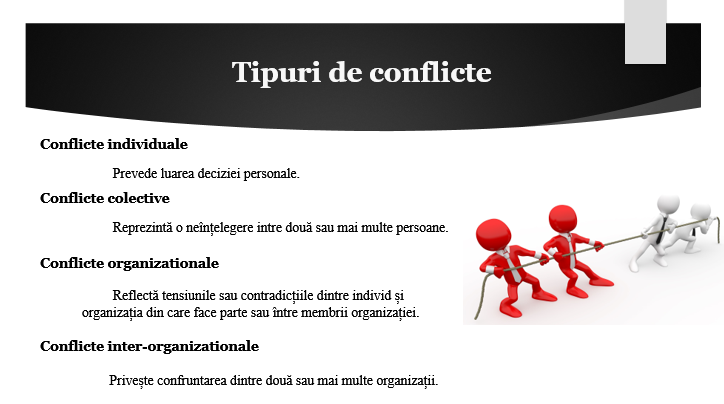 Tipuri de conflicte
Conflicte individuale
Prevede luarea deciziei personale.
Conflicte colective
Reprezintă o neînțelegere intre două sau mai multe persoane.
Conflicte organizationale
Reflectă tensiunile sau contradicțiile dintre individ și
organizația din care face parte sau între membrii organizației.
Conflicte inter-organizationale
Privește confruntarea dintre două sau mai multe organizații.